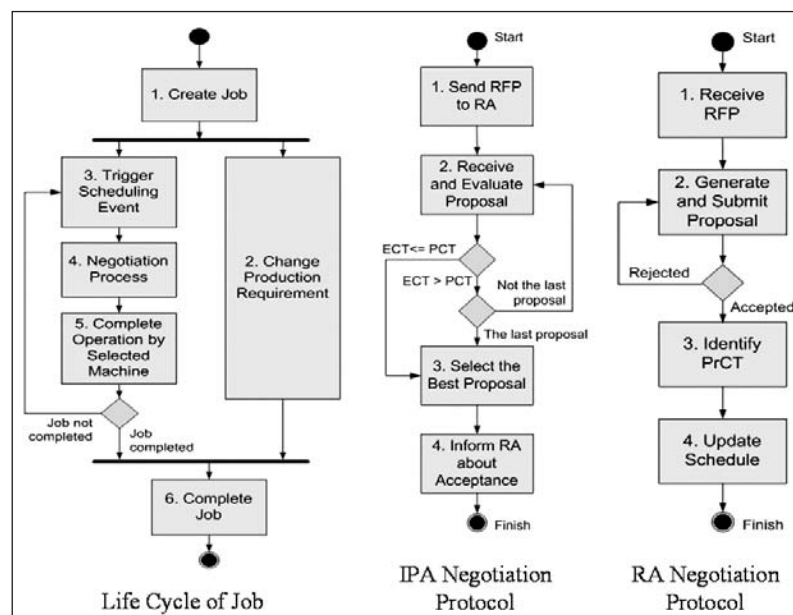 1. Create Job
3. Trigger
Scheduling
Event
4. Negotiation
Process
5. Complete
Operation by
Selected
Machine
Job not
completed
Job
completed
2. Change
Production
Requirement
6. Complete
Job
Life Cycle of Job
Start
1. Send RFP
to RA
2. Receive
and Evaluate
Proposal
ECT<= PCT
ECT > PCT
Not the last
proposal
The last proposal
3. Select the
Best Proposal
4. Inform RA
about
Acceptance
Finish
IPA Negotiation
Protocol
Start
1. Receive
RFP
2. Generate
and Submit
Proposal
Rejected
Accepted
3. Identify
PrCT
4. Update
Schedule
Finish
RA Negotiation
Protocol